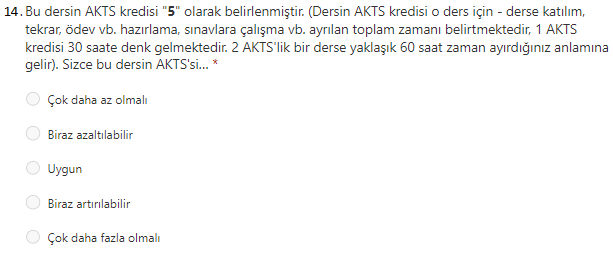 14. Bu dersin AKTS kredisi "5" olarak belirlenmiştir. (Dersin AKTS kredisi o ders için - derse katılım,
tekrar, ödev vb. hazırlama, sınavlara çalışma vb. ayrılan toplam zamanı belirtmektedir, 1 AKTS
kredisi 30 saate denk gelmektedir. 2 AKTS'lik bir derse yaklaşık 60 saat zaman ayırdığınız anlamına
gelir). Sizce bu dersin AKTS'si... *
Çok daha az olmalı
Biraz azaltılabilir
Uygun
Biraz artırılabilir
Çok daha fazla olmalı